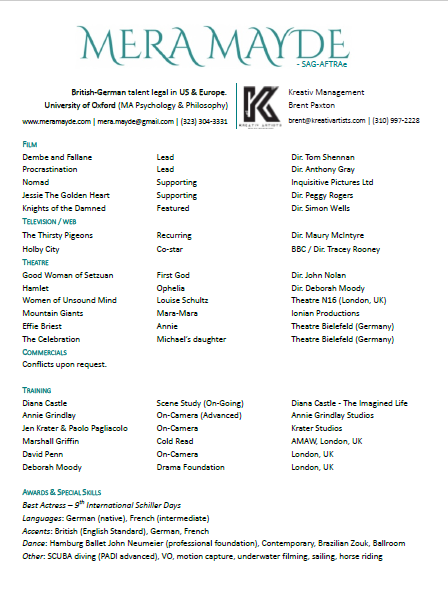 MERA MAYDE
- SAG-AFTRAe
British-German talent legal in US & Europe.
University of Oxford (MA Psychology & Philosophy)
www.meramayde.com | mera.mayde@gmail.com | (323) 304-3331
KREATIV ARTISTS
Kreativ Management
Brent Paxton
brent@kreativartists.com | (310) 997-2228
FILM
Dembe and Fallane Lead Dir. Tom Shennan
Procrastination Lead Dir. Anthony Gray
Nomad Supporting Inquisitive Pictures Ltd
Jessie The Golden Heart Supporting Dir. Peggy Rogers
Knights of the Damned Featured Dir. Simon Wells
TELEVISION / WEB
The Thirsty Pigeons Recurring Dir. Maury McIntyre
Holby City Co-star BBC / Dir. Tracey Rooney
THEATRE
Good Woman of Setzuan First God Dir. John Nolan
Hamlet Ophelia Dir. Deborah Moody
Women of Unsound Mind Louise Schultz Theatre N16 (London, UK)
Mountain Giants Mara-Mara Ionian Productions
Effie Briest Annie Theatre Bielefeld (Germany)
The Celebration Michael's daughter Theatre Bielefeld (Germany)
COMMERCIALS
Conflicts upon request.
TRAINING
Diana Castle Scene Study (On-Going) Diana Castle - The Imagined Life
Annie Grindlay On-Camera (Advanced) Annie Grindlay Studios
Jen Krater & Paolo Pagliacolo On-Camera Krater Studios
Marshall Griffin Cold Read AMAW, London, UK
David Penn On-Camera London, UK
Deborah Moody Drama Foundation London, UK
AWARDS & SPECIAL SKILLS
Best Actress – 9th International Schiller Days
Languages: German (native), French (intermediate)
Accents: British (English Standard), German, French
Dance: Hamburg Ballet John Neumeier (professional foundation), Contemporary, Brazilian Zouk, Ballroom
Other: SCUBA diving (PADI advanced), VO, motion capture, underwater filming, sailing, horse riding